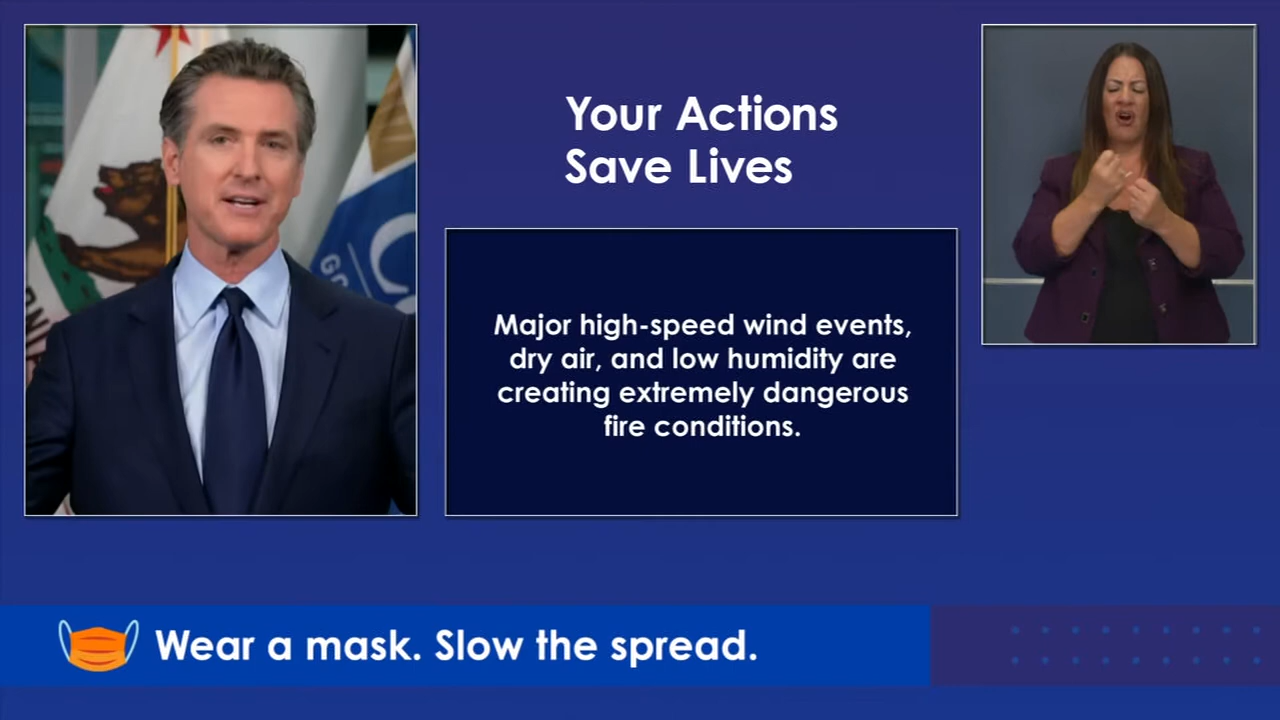 Your Actions
Save Lives
Major high-speed wind events,
dry air, and low humidity are
creating extremely dangerous
fire conditions.
Wear a mask. Slow the spread.